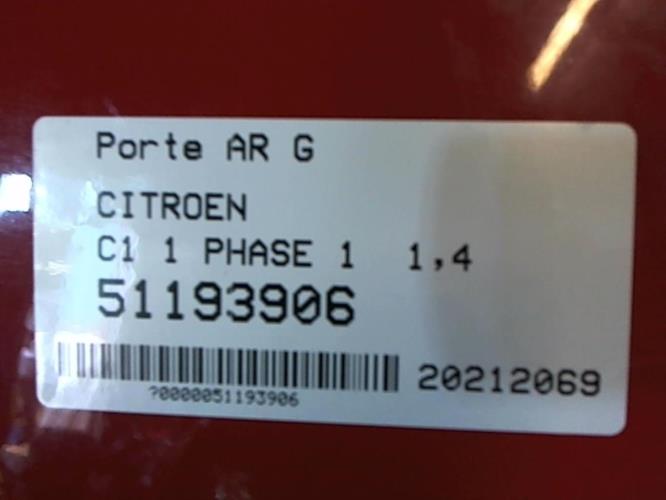 Porte AR G
CITROEN
C1 1 PHASE 1 1,4
51193906
20212069
?0000051193906